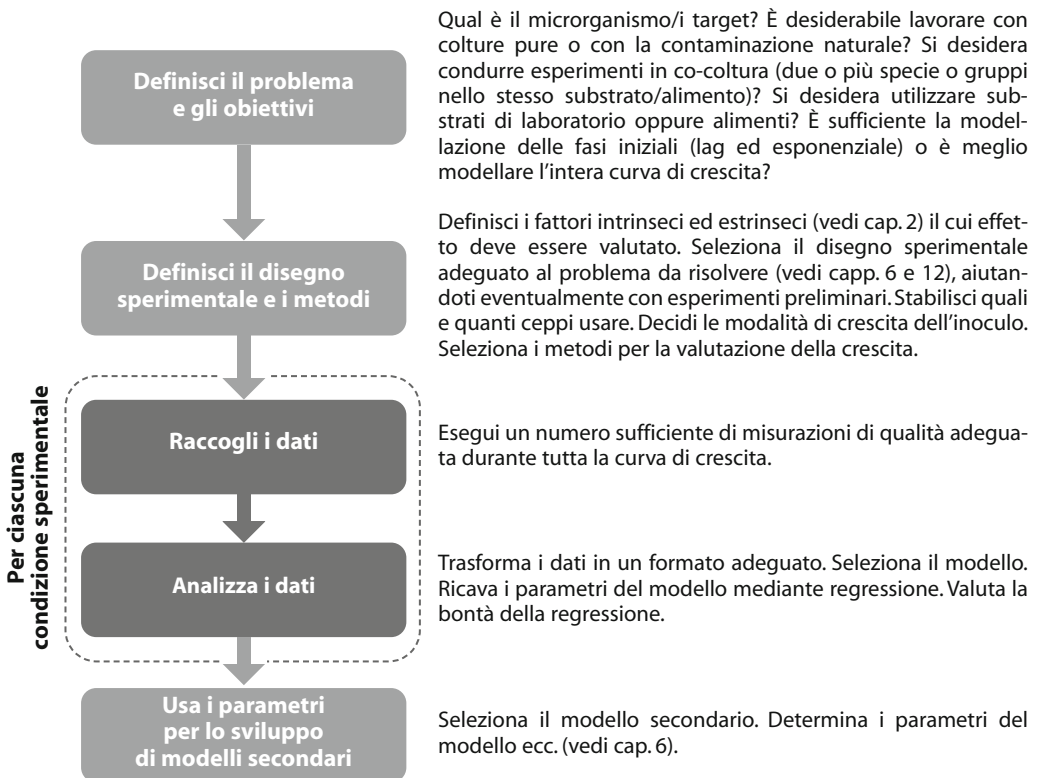 Definisci il problema
e gli obiettivi
Qual è il microrganismo/i target? È desiderabile lavorare con
colture pure o con la contaminazione naturale? Si desidera
condurre esperimenti in co-coltura (due o più specie o gruppi
nello stesso substrato/alimento)? Si desidera utilizzare sub-
strati di laboratorio oppure alimenti? È sufficiente la model-
lazione delle fasi iniziali (lag ed esponenziale) o è meglio
modellare l'intera curva di crescita?
Definisci il disegno
sperimentale e i metodi
Definisci i fattori intrinseci ed estrinseci (vedi cap. 2) il cui effet-
to deve essere valutato. Seleziona il disegno sperimentale
adeguato al problema da risolvere (vedi capp. 6 e 12), aiutan-
doti eventualmente con esperimenti preliminari. Stabilisci quali
e quanti ceppi usare. Decidi le modalità di crescita dell'inoculo.
Seleziona i metodi per la valutazione della crescita.
Per ciascuna
condizione sperimentale
Raccogli i dati
Esegui un numero sufficiente di misurazioni di qualità adegua-
ta durante tutta la curva di crescita.
Analizza i dati
Trasforma i dati in un formato adeguato. Seleziona il modello.
Ricava i parametri del modello mediante regressione. Valuta la
bontà della regressione.
Usa i parametri
per lo sviluppo
di modelli secondari
Seleziona il modello secondario. Determina i parametri del
modello ecc. (vedi cap. 6).